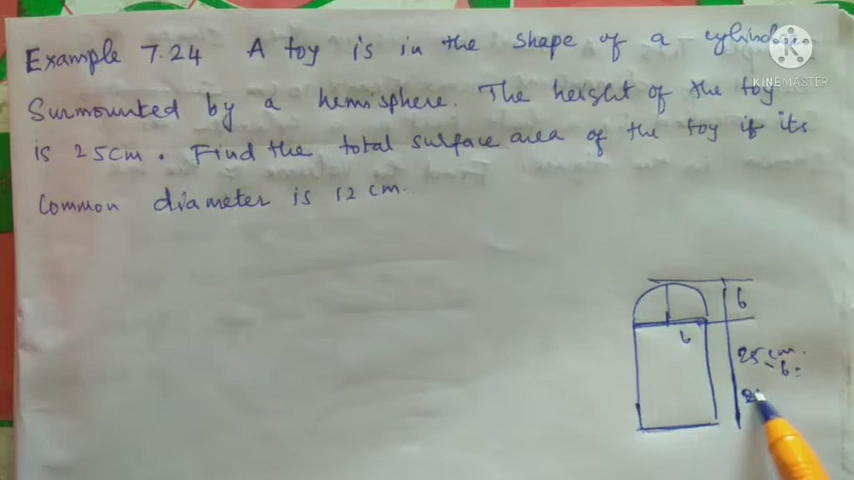 Example 7.24 A toy is in the shape of a
Surmounted by a hemisphere. The height of the toy
is 25cm. Find the total surface area of the toy if its
Common diameter is 12 cm.
KINEMASTER
6
6
25 cm.
- 6 =